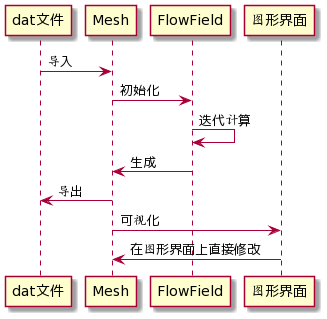 dat文件 Mesh FlowField 图形界面
导入
初始化
迭代计算
生成
导出
可视化
在图形界面上直接修改
dat文件 Mesh FlowField 图形界面